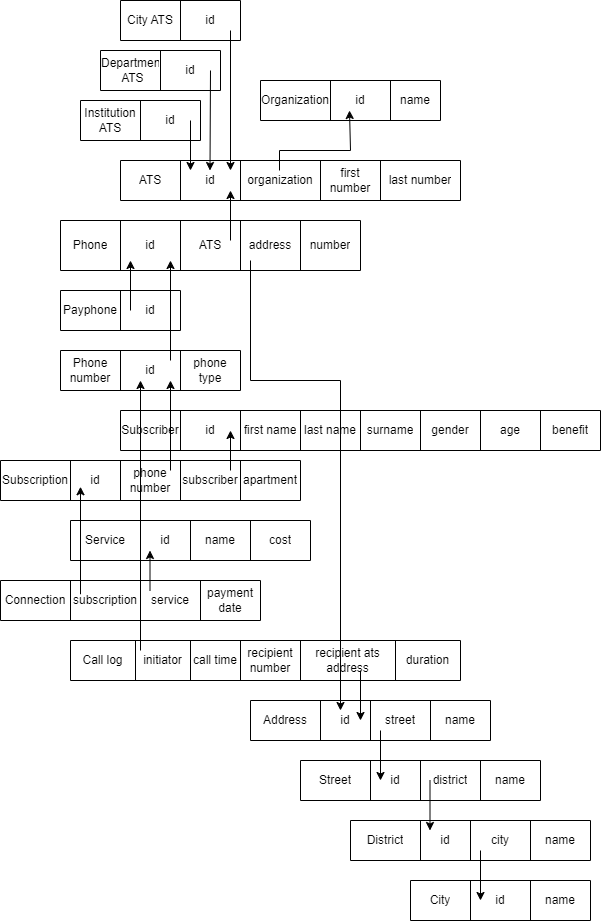 City ATS id
Departmen
ATS id
Organization id name
Institution
ATS id
ATS id organization first
number last number
Phone id ATS address number
Payphone id
Phone
number id phone
type
Subscriber id first name last name surname gender age benefit
Subscription id phone
number subscriber apartment
Service id name cost
Connection subscription service payment
date
Call log initiator call time recipient
number recipient ats
address duration
Address id street name
Street id district name
District id city name
City id name